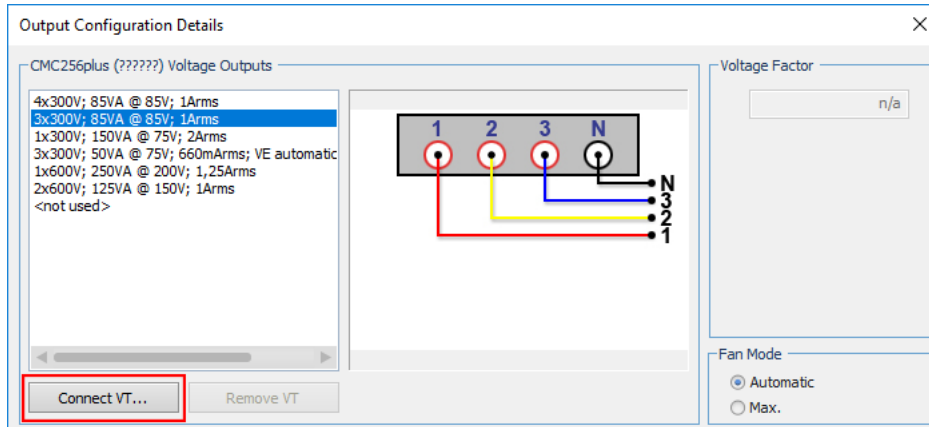 Output Configuration Details
CMC256plus (??????) Voltage Outputs
4x300V; 85VA @ 85V; 1Arms
3x300V; 85VA @ 85V; 1Arms
1x300V; 150VA @ 75V; 2Arms
3x300V; 50VA @ 75V; 660mArms; VE automatic
1x600V; 250VA @ 200V; 1,25Arms
2x600V; 125VA @ 150V; 1Arms
<not used>
1 2 3 N
N
3
2
1
Connect VT...
Remove VT
Voltage Factor
n/a
Fan Mode
Automatic
Max.